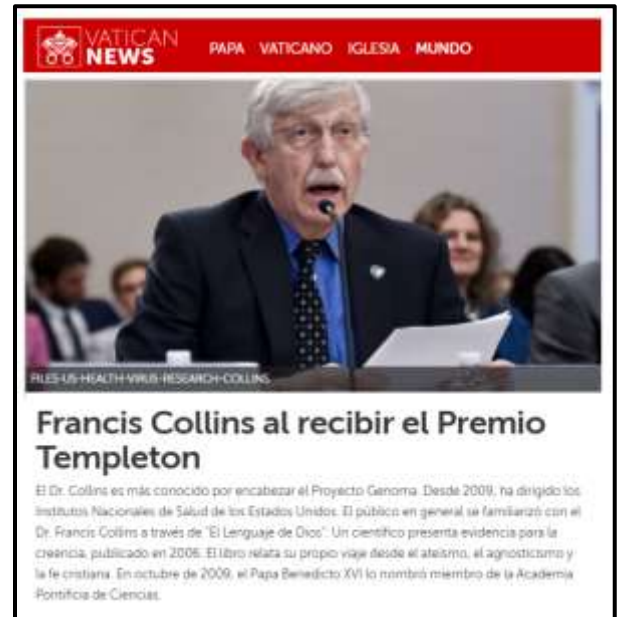 VATICAN
NEWS
PAPA VATICANO IGLESIA MUNDO
FILES-US-HEALTH-VIRUS-RESEARCH-COLLINS
Francis Collins al recibir el Premio
Templeton
El Dr. Collins es más conocido por encabezar el Proyecto Genoma. Desde 2009, ha dirigido los
Institutos Nacionales de Salud de los Estados Unidos. El público en general se familiarizó con el
Dr. Francis Collins a través de "El Lenguaje de Dios". Un científico presenta evidencia para la
creencia, publicado en 2006. El libro relata su propio viaje desde el ateísmo, el agnosticismo y
la fe cristiana. En octubre de 2009, el Papa Benedicto XVI lo nombró miembro de la Academia
Pontificia de Ciencias.